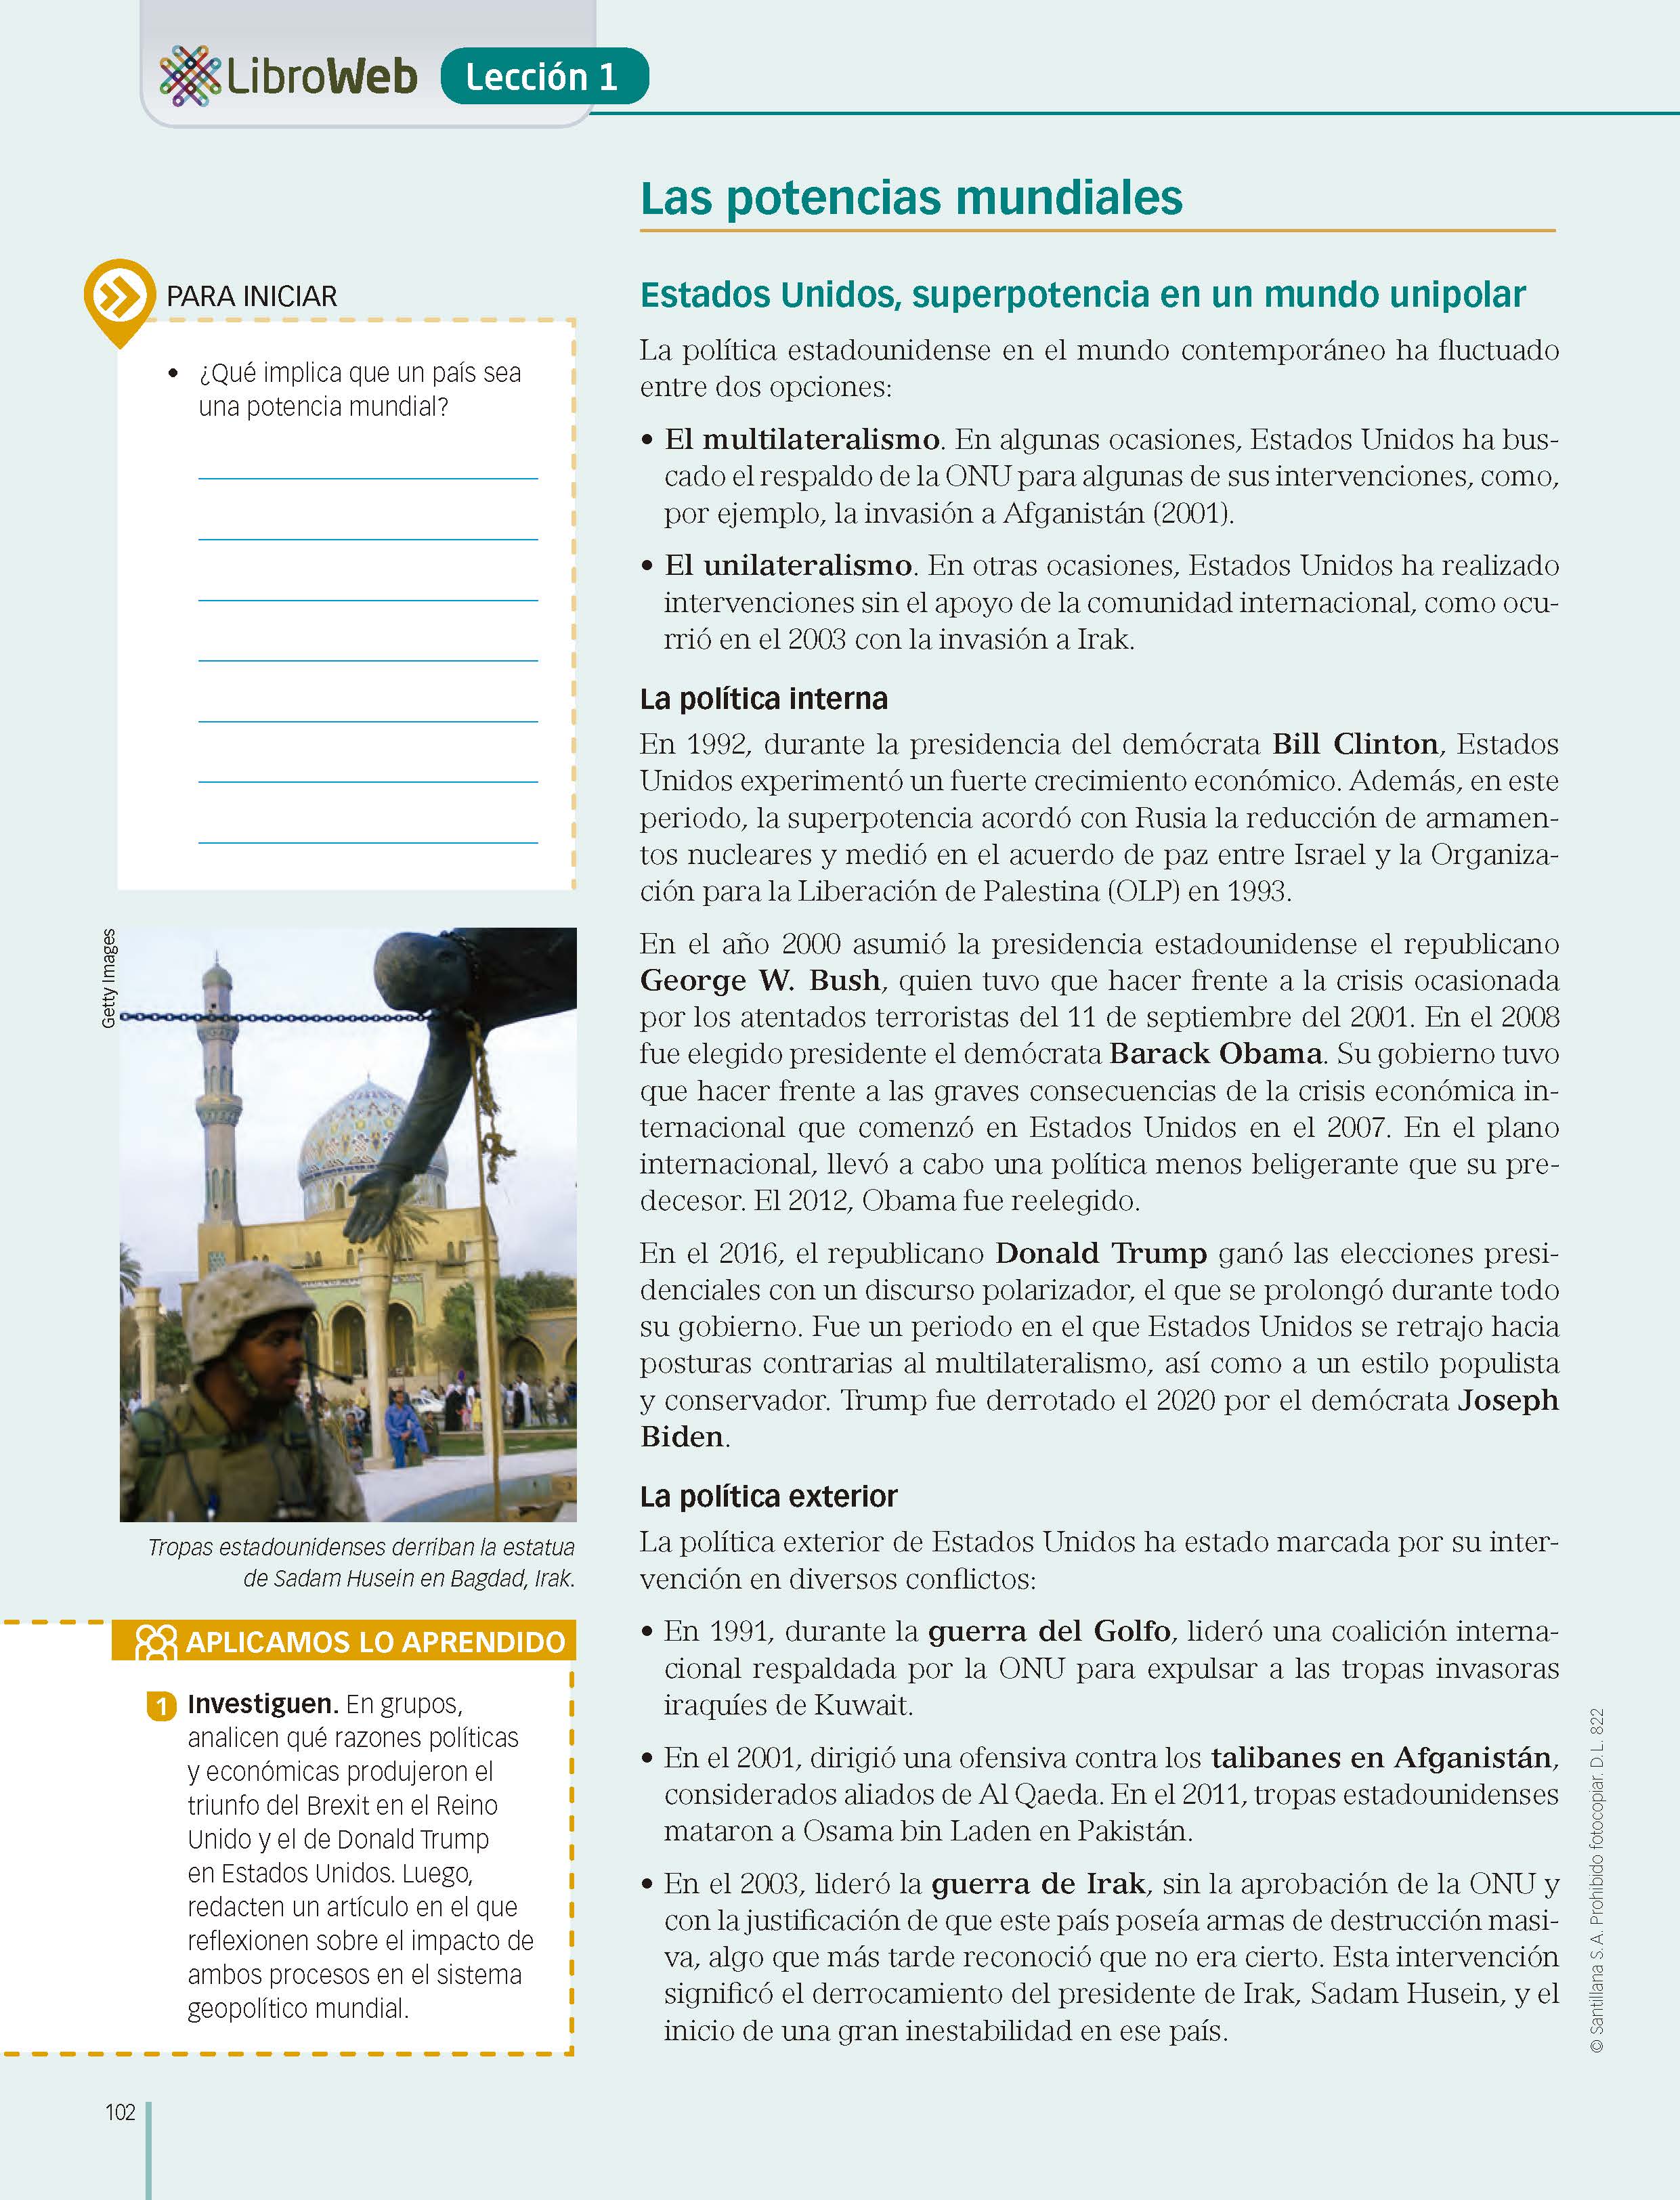 LibroWeb Lección 1
Las potencias mundiales
PARA INICIAR
• ¿Qué implica que un país sea
una potencia mundial?
Getty Images
Tropas estadounidenses derriban la estatua
de Sadam Husein en Bagdad, Irak.
APLICAMOS LO APRENDIDO
1 Investiguen. En grupos,
analicen qué razones políticas
y económicas produjeron el
triunfo del Brexit en el Reino
Unido y el de Donald Trump
en Estados Unidos. Luego,
redacten un artículo en el que
reflexionen sobre el impacto de
ambos procesos en el sistema
geopolítico mundial.
Estados Unidos, superpotencia en un mundo unipolar
La política estadounidense en el mundo contemporáneo ha fluctuado
entre dos opciones:
• El multilateralismo. En algunas ocasiones, Estados Unidos ha bus-
cado el respaldo de la ONU para algunas de sus intervenciones, como,
por ejemplo, la invasión a Afganistán (2001).
• El unilateralismo. En otras ocasiones, Estados Unidos ha realizado
intervenciones sin el apoyo de la comunidad internacional, como ocu-
rrió en el 2003 con la invasión a Irak.
La política interna
En 1992, durante la presidencia del demócrata Bill Clinton, Estados
Unidos experimentó un fuerte crecimiento económico. Además, en este
periodo, la superpotencia acordó con Rusia la reducción de armamen-
tos nucleares y medió en el acuerdo de paz entre Israel y la Organiza-
ción para la Liberación de Palestina (OLP) en 1993.
En el año 2000 asumió la presidencia estadounidense el republicano
George W. Bush, quien tuvo que hacer frente a la crisis ocasionada
por los atentados terroristas del 11 de septiembre del 2001. En el 2008
fue elegido presidente el demócrata Barack Obama. Su gobierno tuvo
que hacer frente a las graves consecuencias de la crisis económica in-
ternacional que comenzó en Estados Unidos en el 2007. En el plano
internacional, llevó a cabo una política menos beligerante que su pre-
decesor. El 2012, Obama fue reelegido.
En el 2016, el republicano Donald Trump ganó las elecciones presi-
denciales con un discurso polarizador, el que se prolongó durante todo
su gobierno. Fue un periodo en el que Estados Unidos se retrajo hacia
posturas contrarias al multilateralismo, así como a un estilo populista
y conservador. Trump fue derrotado el 2020 por el demócrata Joseph
Biden.
La política exterior
La política exterior de Estados Unidos ha estado marcada por su inter-
vención en diversos conflictos:
• En 1991, durante la guerra del Golfo, lideró una coalición interna-
cional respaldada por la ONU para expulsar a las tropas invasoras
iraquíes de Kuwait.
• En el 2001, dirigió una ofensiva contra los talibanes en Afganistán,
considerados aliados de Al Qaeda. En el 2011, tropas estadounidenses
mataron a Osama bin Laden en Pakistán.
• En el 2003, lideró la guerra de Irak, sin la aprobación de la ONU y
con la justificación de que este país poseía armas de destrucción masi-
va, algo que más tarde reconoció que no era cierto. Esta intervención
significó el derrocamiento del presidente de Irak, Sadam Husein, y el
inicio de una gran inestabilidad en ese país.
© Santillana S.A. Prohibido fotocopiar. D.L. 822
102